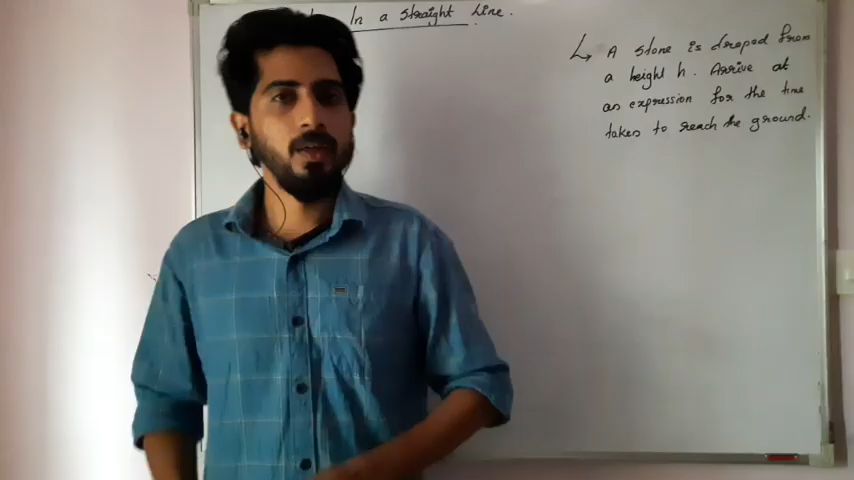 In a straight Line.
↳ A stone is droped from
a height h. Arrive at
an expression for the time
takes to reach the ground.